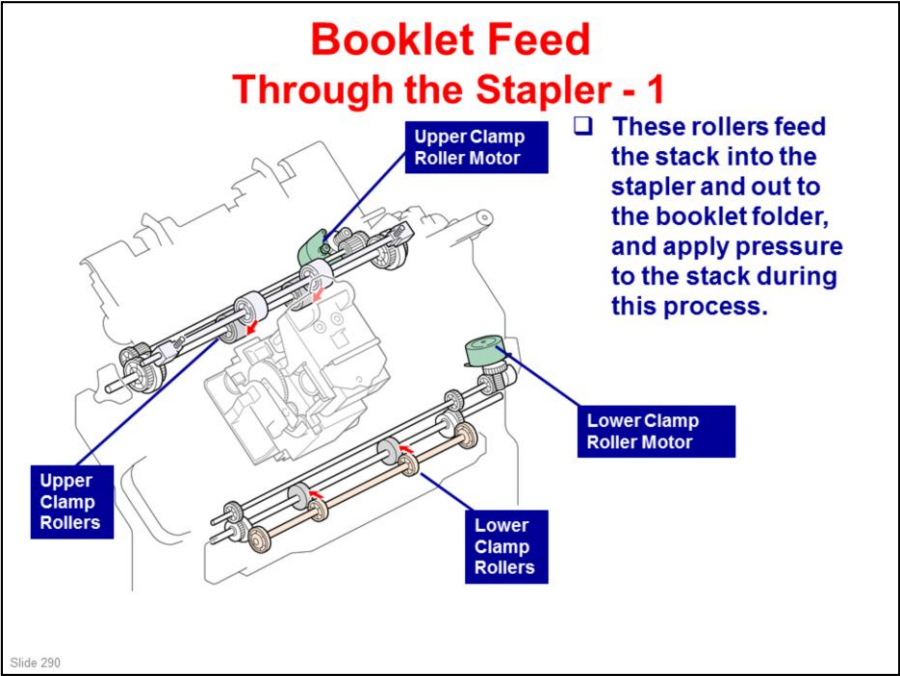 Booklet Feed
Through the Stapler - 1
Upper Clamp
Roller Motor
❑ These rollers feed
the stack into the
stapler and out to
the booklet folder,
and apply pressure
to the stack during
this process.
Lower Clamp
Roller Motor
Upper
Clamp
Rollers
Lower
Clamp
Rollers
Slide 290